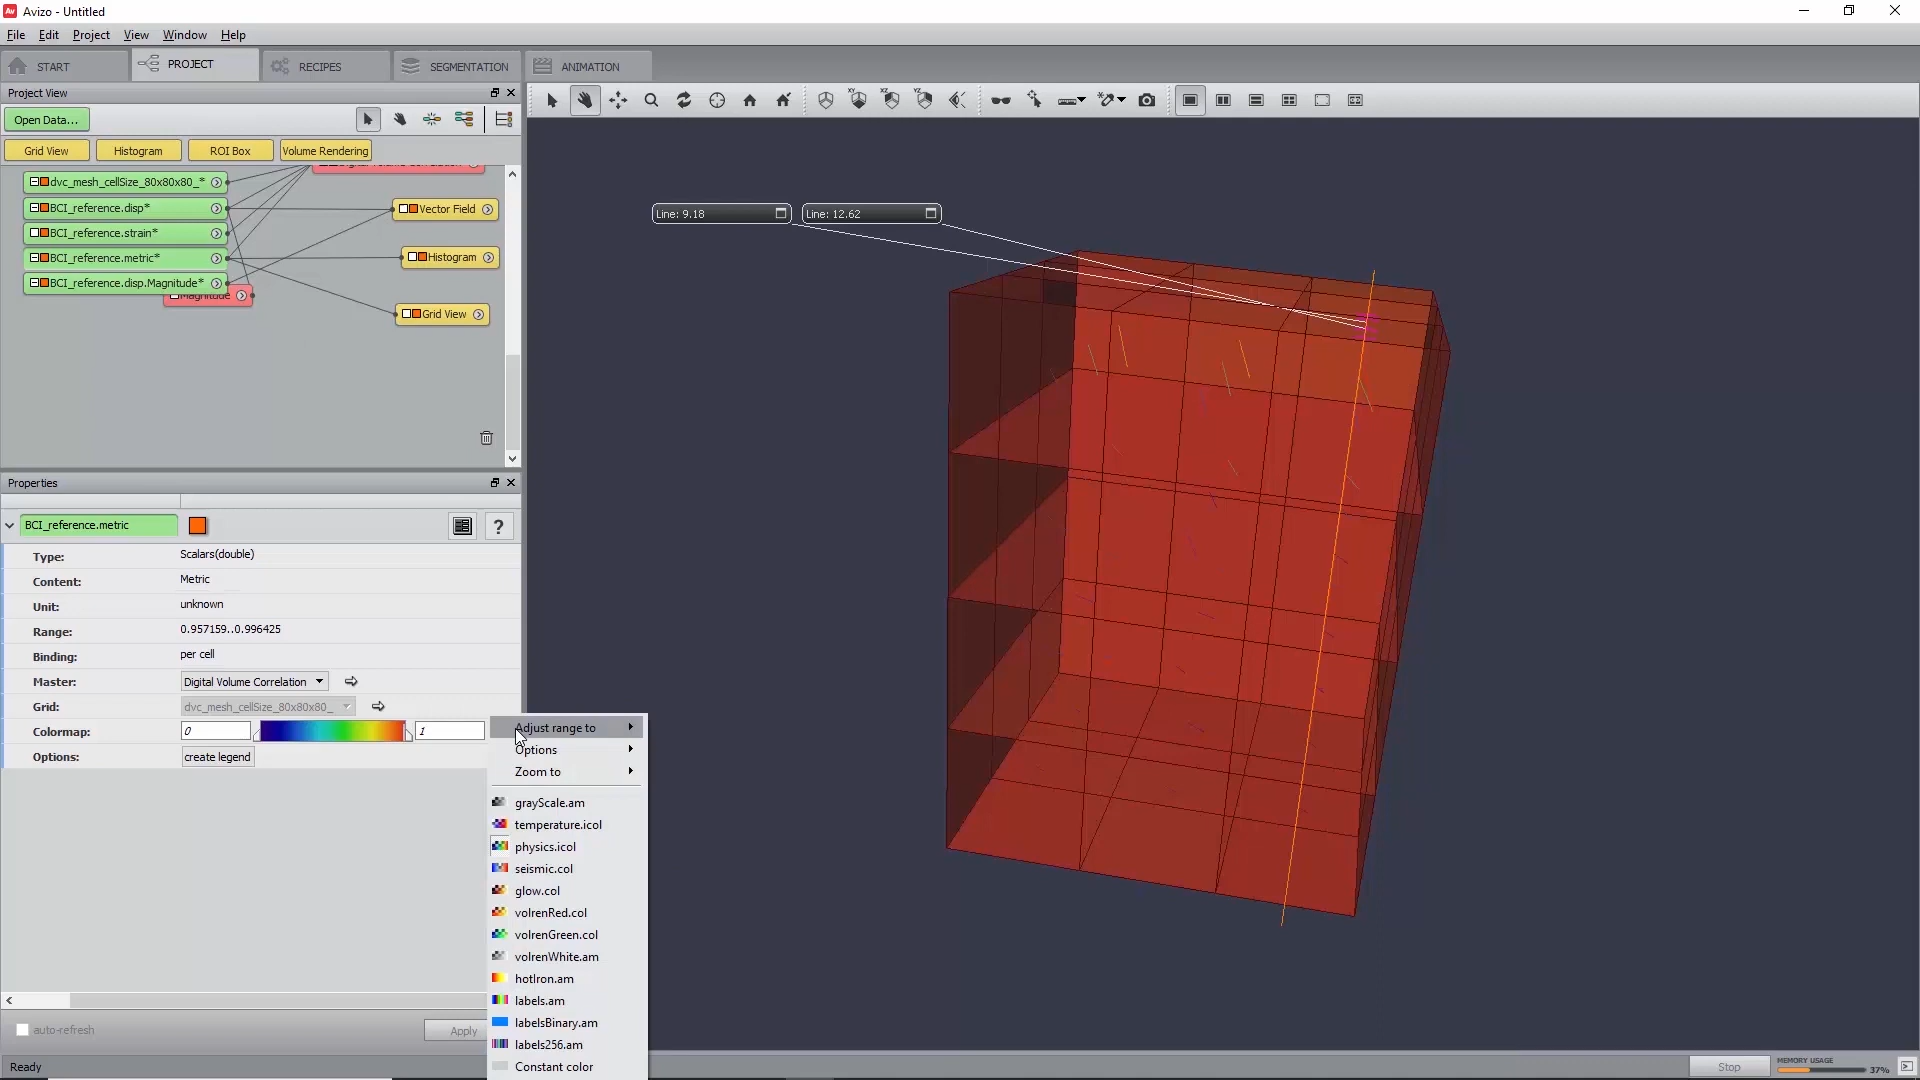 Avizo - Untitled
File Edit Project View Window Help
START PROJECT RECIPES SEGMENTATION ANIMATION
Project View
Open Data...
Grid View Histogram ROI Box Volume Rendering
dvc_mesh_cellSize_80x80x80_*
BCI_reference.disp*
Vector Field
BCI_reference.strain*
BCI_reference.metric*
Histogram
BCI_reference.disp.Magnitude*
Magnitude
Grid View
XY XZ YZ
Line: 9.18
Line: 12.62
Properties
BCI_reference.metric
?
Type: Scalars(double)
Content: Metric
Unit: unknown
Range: 0.957159..0.996425
Binding: per cell
Master: Digital Volume Correlation
Grid: dvc_mesh_cellSize_80x80x80_
Colormap: 0 1
Options: create legend
Adjust range to
Options
Zoom to
grayScale.am
temperature.icol
physics.icol
seismic.col
glow.col
volrenRed.col
volrenGreen.col
volrenWhite.am
hotIron.am
labels.am
labelsBinary.am
labels256.am
Constant color
auto-refresh
Apply
Ready
Stop
MEMORY USAGE
37%